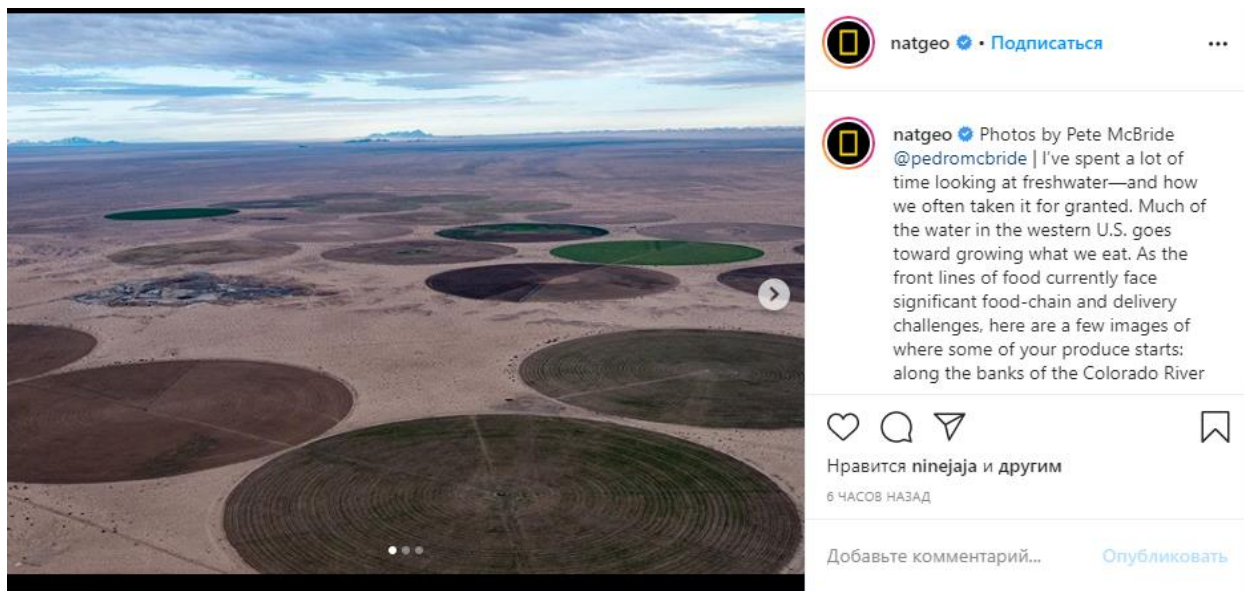 natgeo • Подписаться
natgeo Photos by Pete McBride
@pedromcbride | I've spent a lot of
time looking at freshwater—and how
we often taken it for granted. Much of
the water in the western U.S. goes
toward growing what we eat. As the
front lines of food currently face
significant food-chain and delivery
challenges, here are a few images of
where some of your produce starts:
along the banks of the Colorado River
Нравится ninejaja и другим
6 ЧАСОВ НАЗАД
Добавьте комментарий... Опубликовать